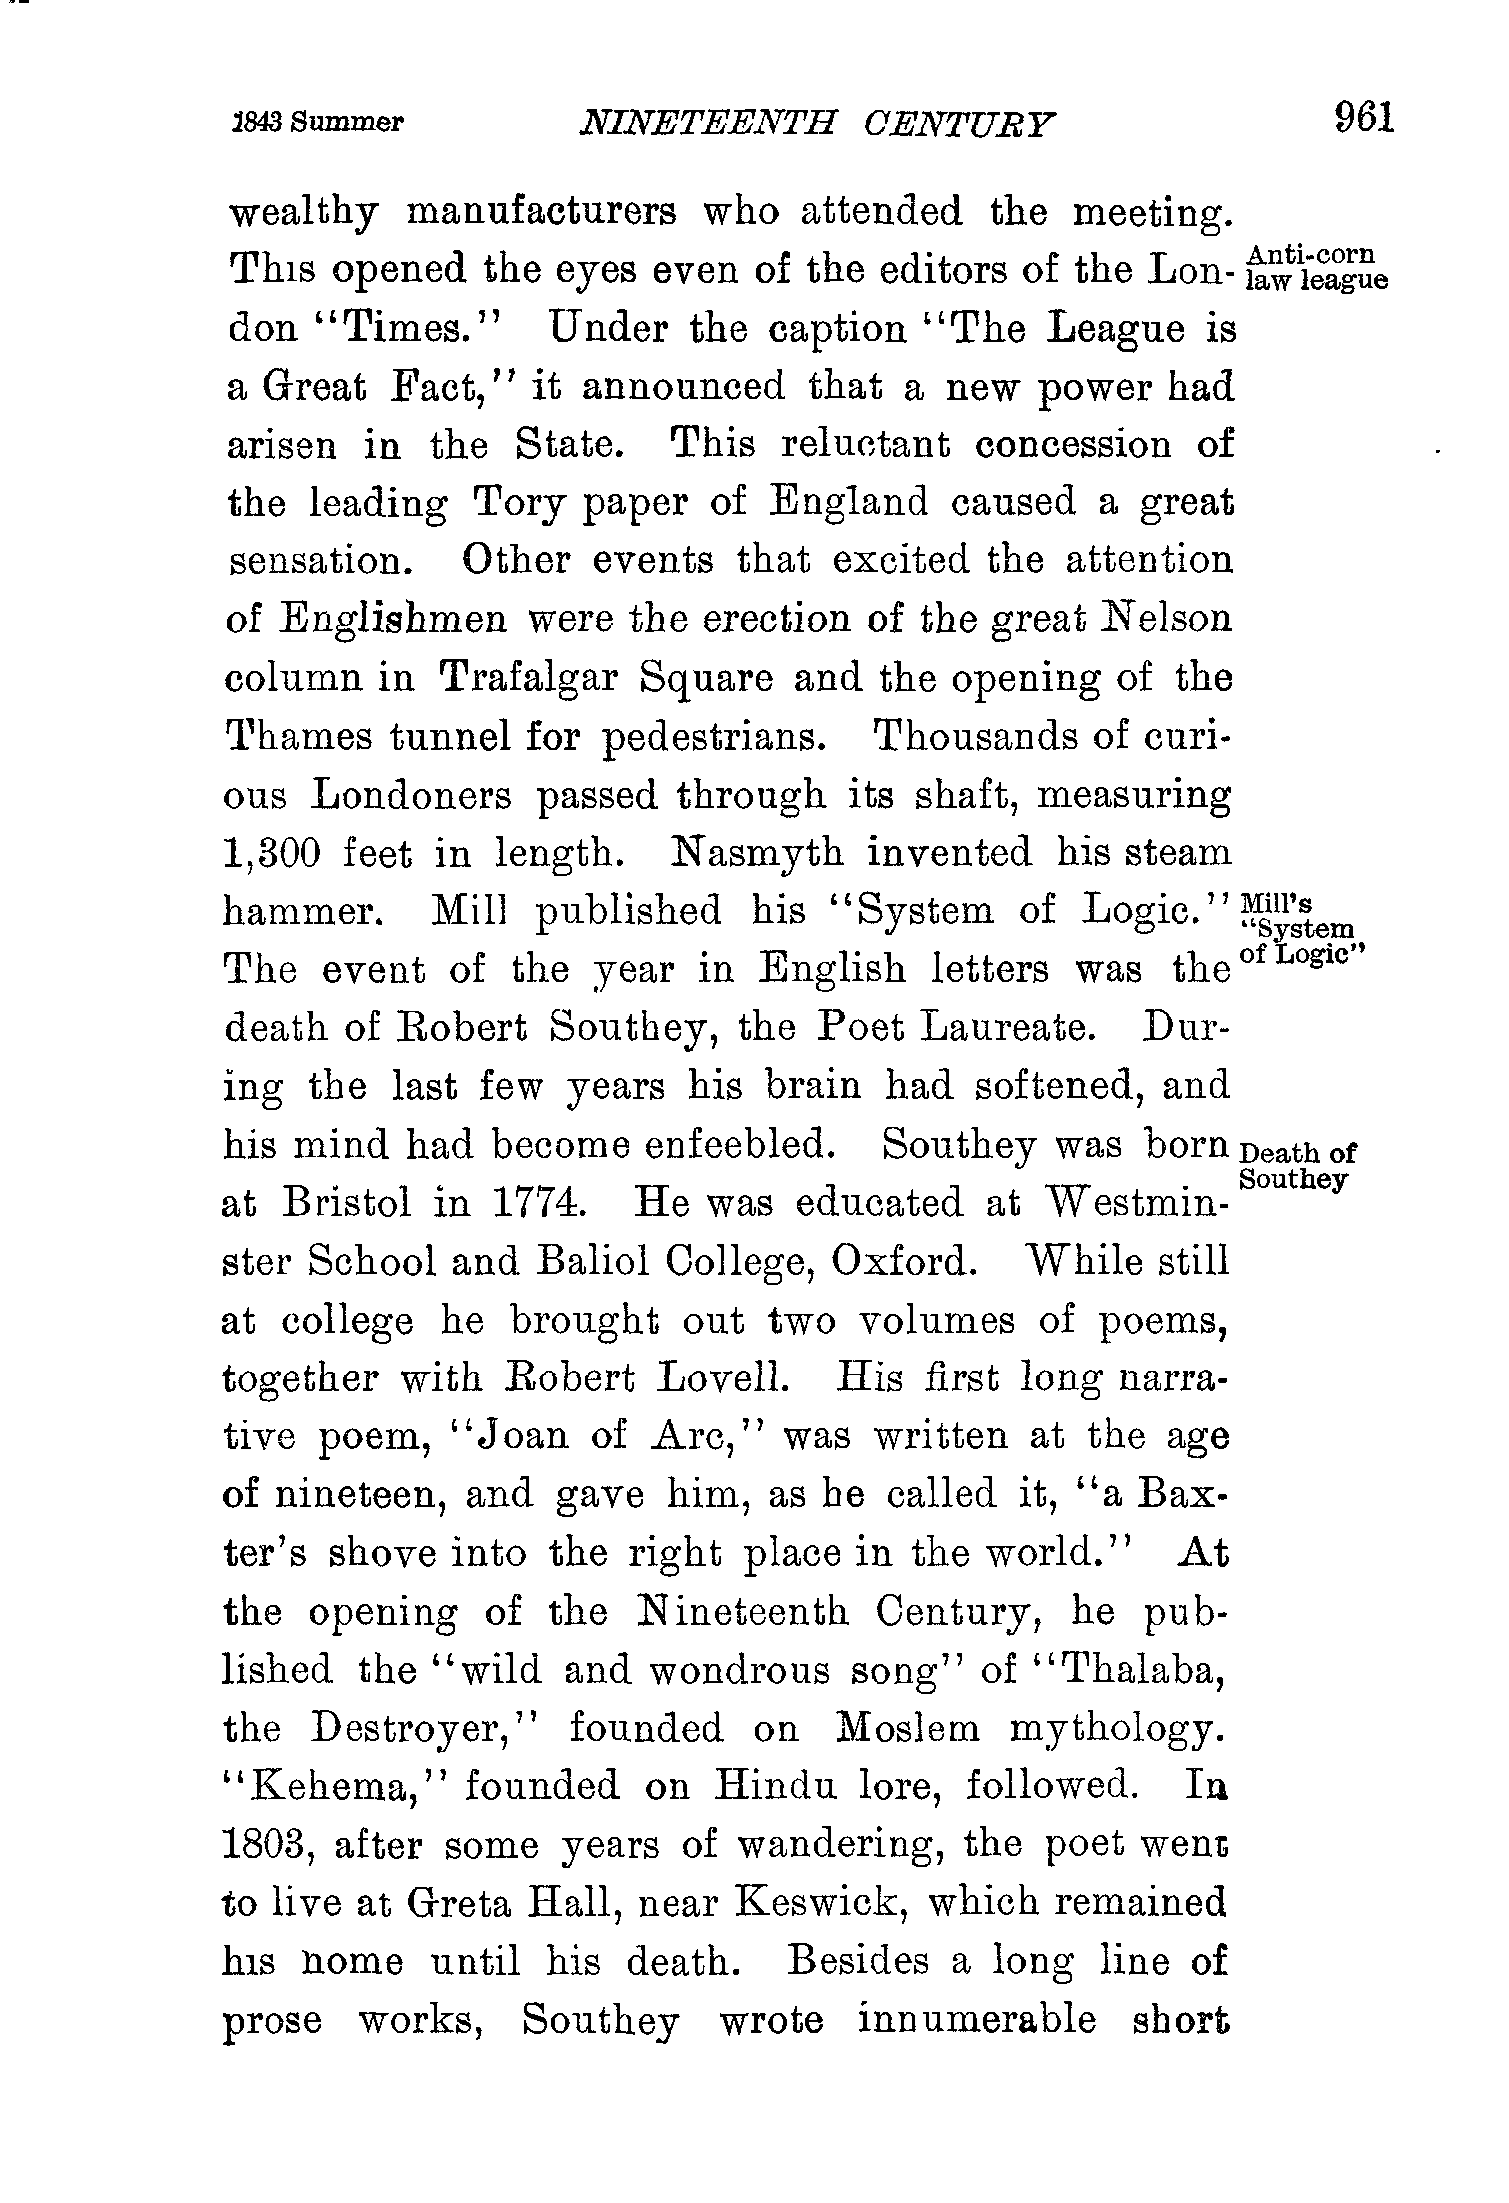 1843 Summer NINETEENTH CENTURY 961
wealthy manufacturers who attended the meeting.
This opened the eyes even of the editors of the Lon-
Anti-corn
law league
don "Times." Under the caption "The League is
a Great Fact," it announced that a new power had
arisen in the State. This reluctant concession of
the leading Tory paper of England caused a great
sensation. Other events that excited the attention
of Englishmen were the erection of the great Nelson
column in Trafalgar Square and the opening of the
Thames tunnel for pedestrians. Thousands of curi-
ous Londoners passed through its shaft, measuring
1,300 feet in length. Nasmyth invented his steam
hammer. Mill published his "System of Logic."
Mill's
"System
of Logic"
The event of the year in English letters was the
death of Robert Southey, the Poet Laureate. Dur-
ing the last few years his brain had softened, and
his mind had become enfeebled. Southey was born
Death of
Southey
at Bristol in 1774. He was educated at Westmin-
ster School and Baliol College, Oxford. While still
at college he brought out two volumes of poems,
together with Robert Lovell. His first long narra-
tive poem, "Joan of Arc," was written at the age
of nineteen, and gave him, as he called it, "a Bax-
ter's shove into the right place in the world." At
the opening of the Nineteenth Century, he pub-
lished the "wild and wondrous song" of "Thalaba,
the Destroyer," founded on Moslem mythology.
"Kehema," founded on Hindu lore, followed. In
1803, after some years of wandering, the poet went
to live at Greta Hall, near Keswick, which remained
his home until his death. Besides a long line of
prose works, Southey wrote innumerable short